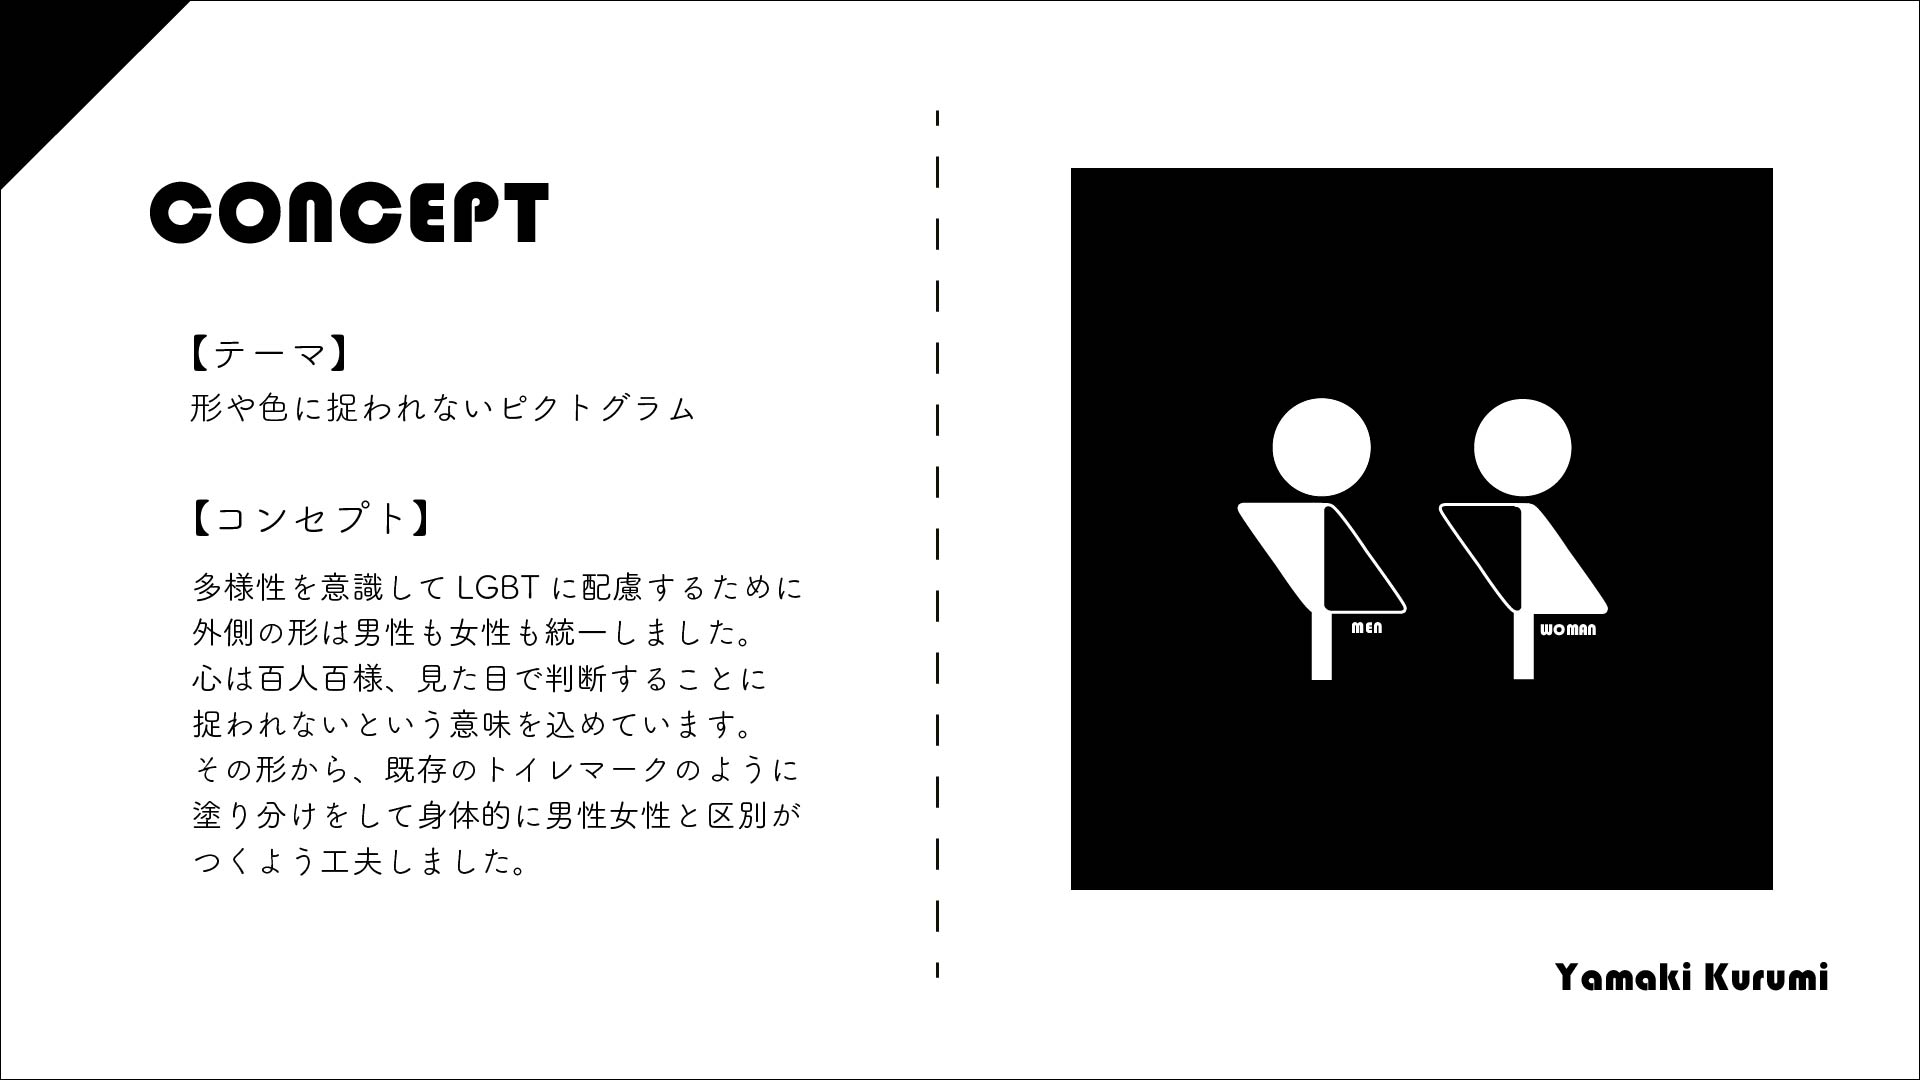 CONCEPT
【テーマ】
形や色に捉われないピクトグラム
【コンセプト】
多様性を意識して LGBT に配慮するために
外側の形は男性も女性も統一しました。
心は百人百様、見た目で判断することに
捉われないという意味を込めています。
その形から、既存のトイレマークのように
塗り分けをして身体的に男性女性と区別が
つくよう工夫しました。
MEN
WOMAN
Yamaki Kurumi